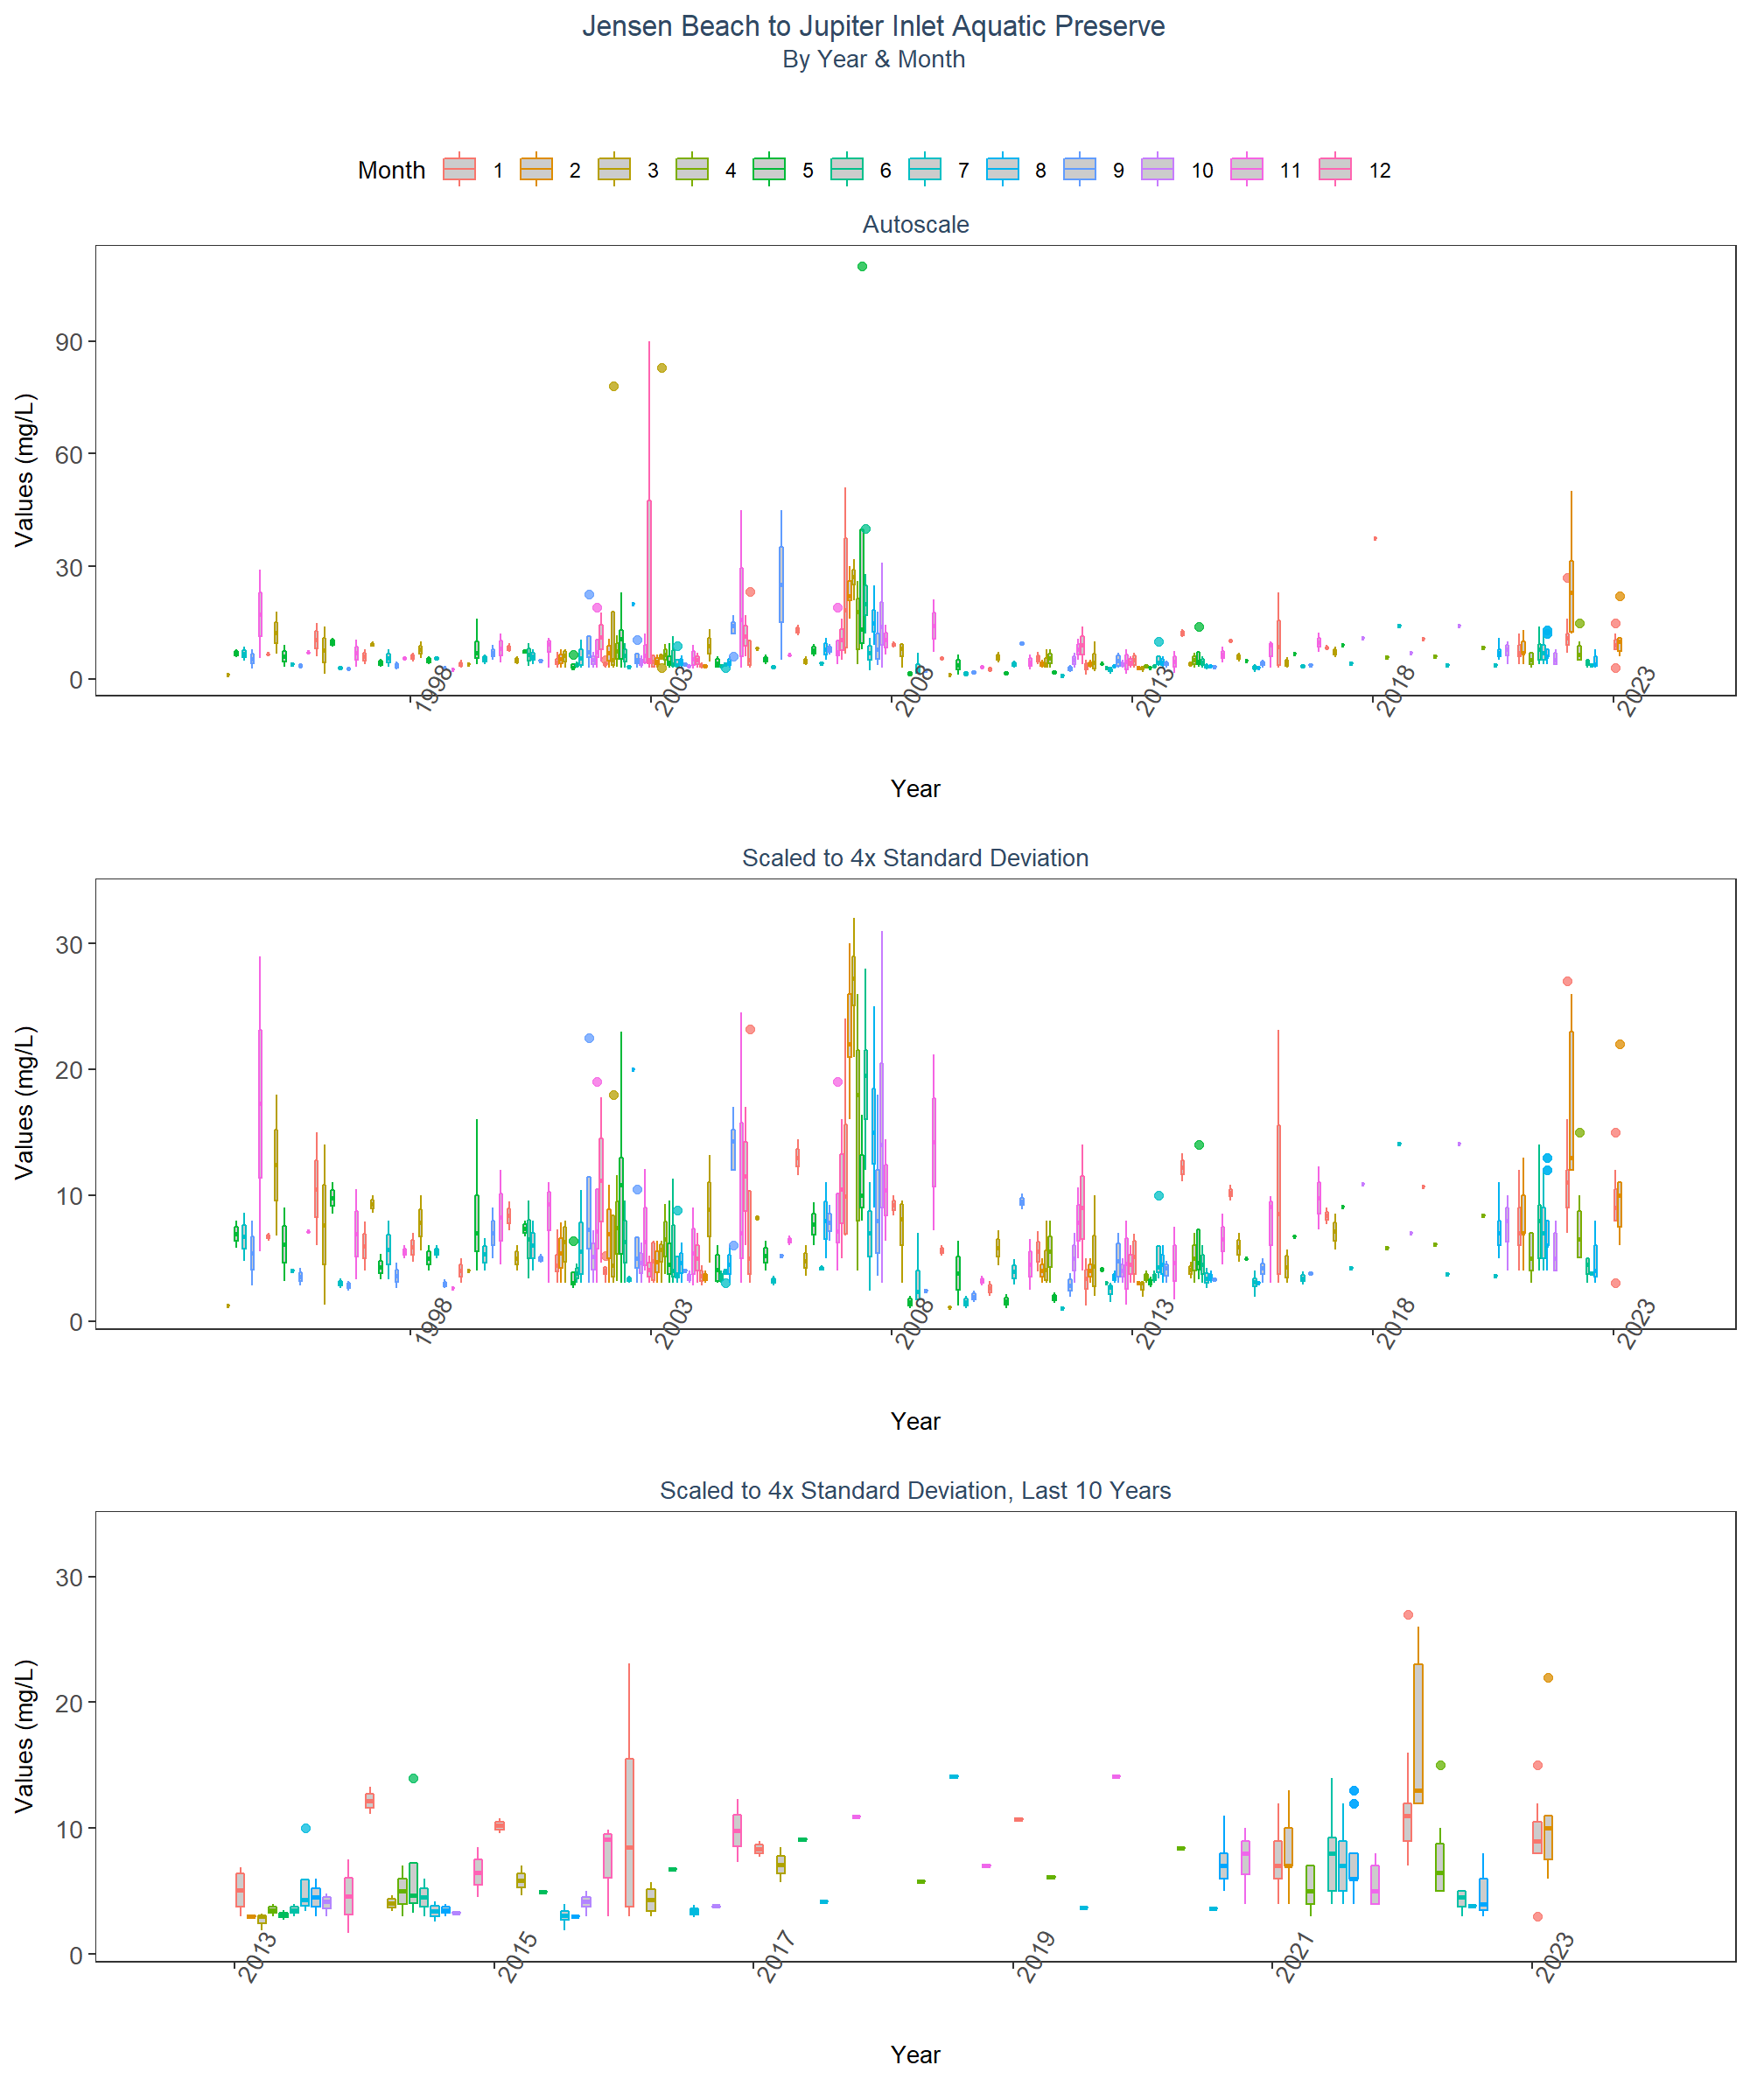 Jensen Beach to Jupiter Inlet Aquatic Preserve
By Year & Month
Month 1 2 3 4 5 6 7 8 9 10 11 12
Autoscale
Values (mg/L)
90
60
30
0
1998 2003 2008 2013 2018 2023
Year
Scaled to 4x Standard Deviation
Values (mg/L)
30
20
10
0
1998 2003 2008 2013 2018 2023
Year
Scaled to 4x Standard Deviation, Last 10 Years
Values (mg/L)
30
20
10
0
2013 2015 2017 2019 2021 2023
Year